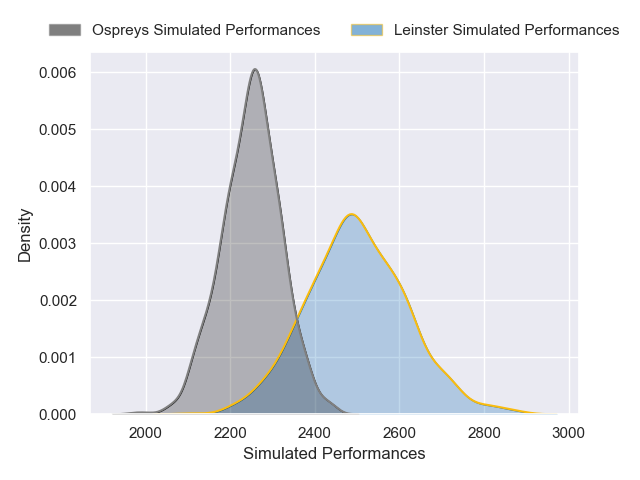 Ospreys Simulated Performances
Leinster Simulated Performances
0.006
0.005
0.004
0.003
0.002
0.001
0.000
Density
2000 2200 2400 2600 2800 3000
Simulated Performances